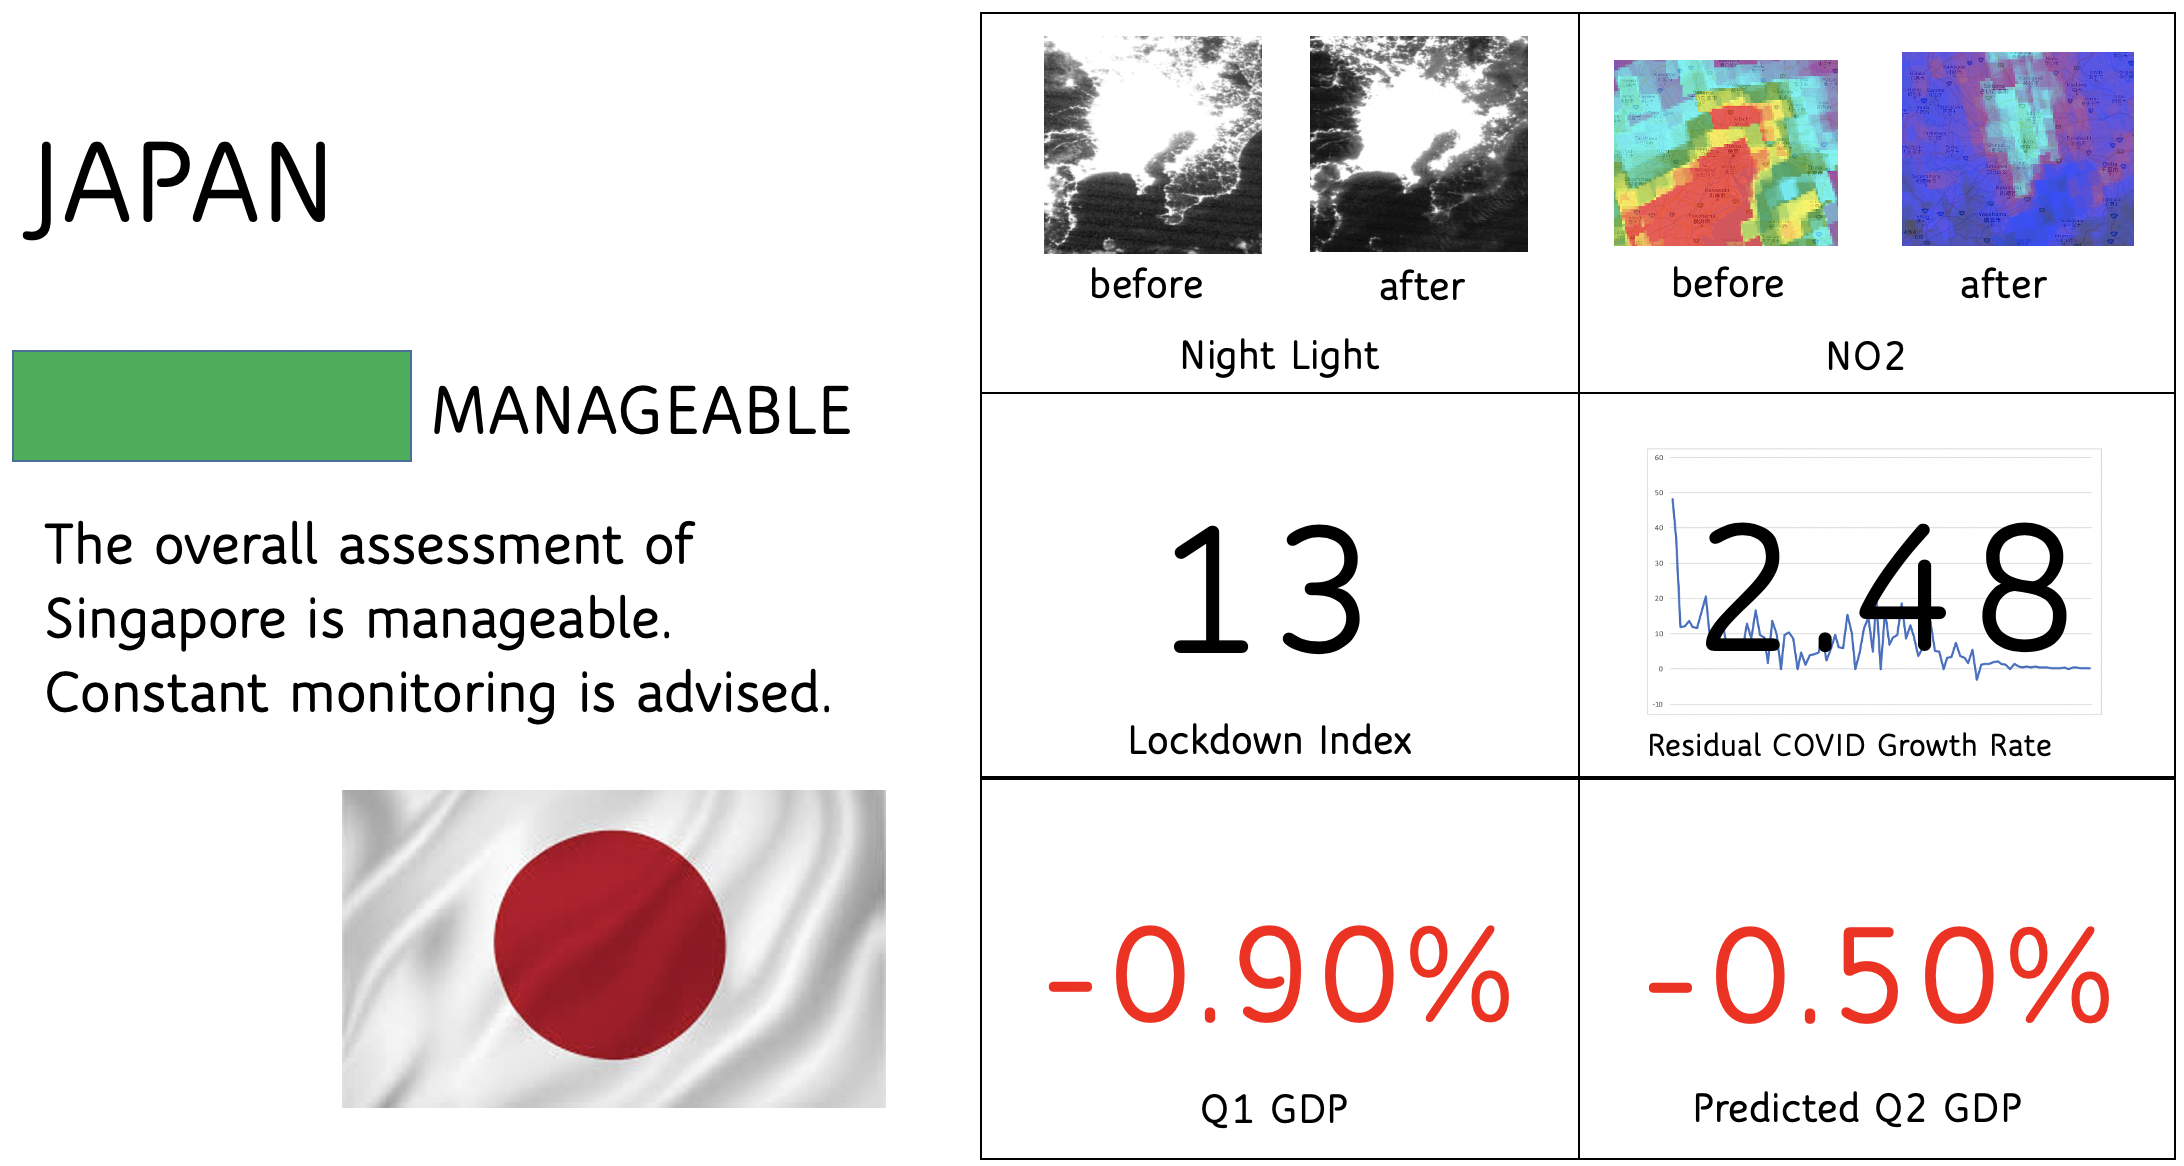 JAPAN
MANAGEABLE
The overall assessment of
Singapore is manageable.
Constant monitoring is advised.
before
after
Night Light
before
after
NO2
13
Lockdown Index
60
50
40
30
20
10
0
-10
2.48
Residual COVID Growth Rate
-0.90%
Q1 GDP
-0.50%
Predicted Q2 GDP